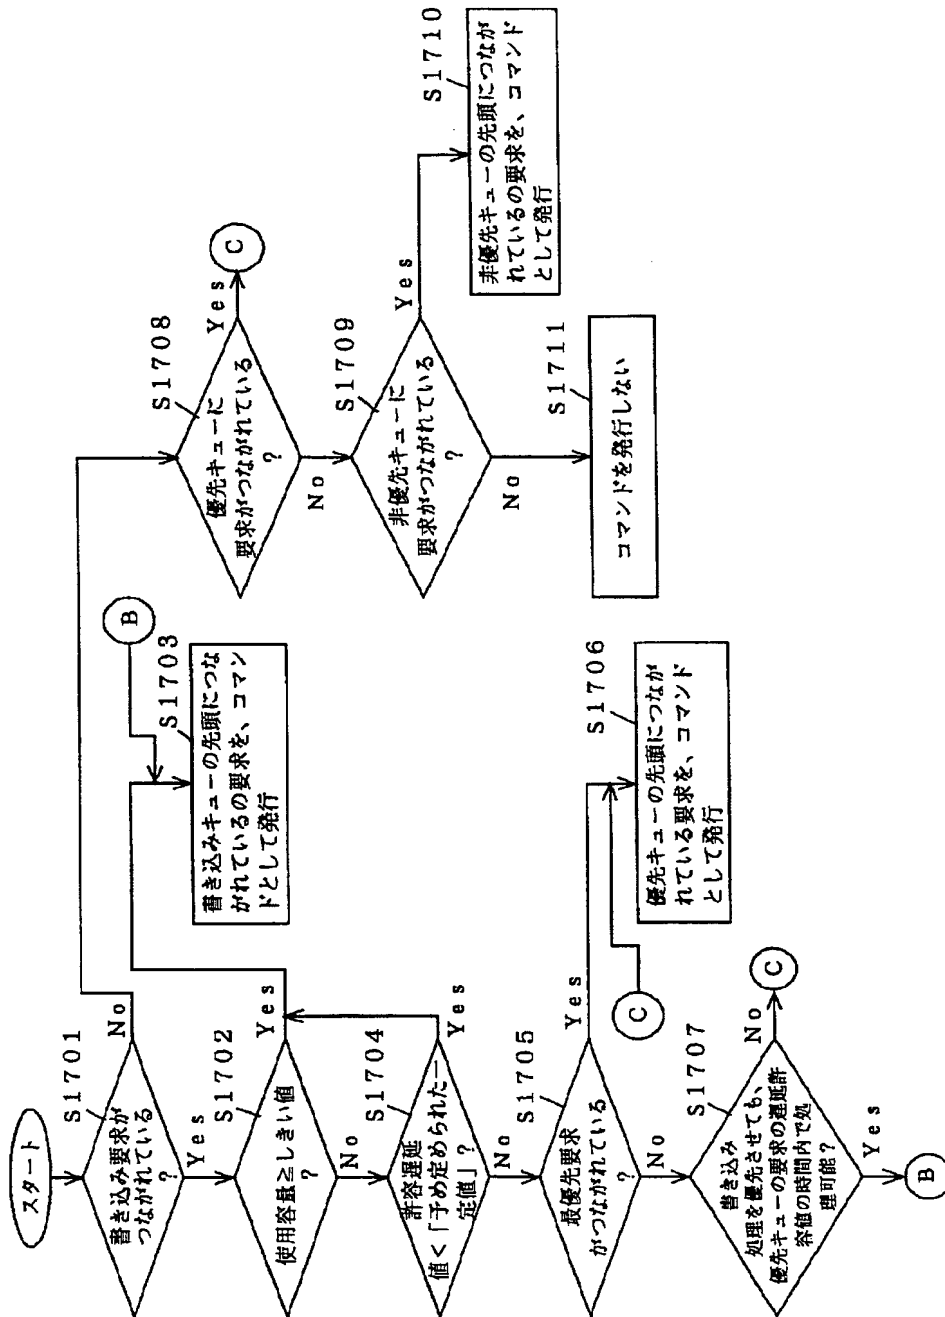 スタート
S1701
書き込み要求が
つながれている
?
No
Yes
S1702
使用容量≧しきい値
?
Yes
No
S1704
許容遅延
値<「予め定められた一
定値」?
Yes
No
S1705
最優先要求
がつながれている
?
Yes
No
S1707
書き込み
処理を優先させても、
優先キューの要求の遅延許
容値の時間内で処
理可能?
No
C
Yes
B
B
S1703
書き込みキューの先頭につな
がれているの要求を、コマン
ドとして発行
S1706
優先キューの先頭につなが
れている要求を、コマンド
として発行
C
S1708
優先キューに
要求がつながれている
?
Yes
C
No
S1709
非優先キューに
要求がつながれている
?
Yes
No
S1710
非優先キューの先頭につなが
れているの要求を、コマンド
として発行
S1711
コマンドを発行しない